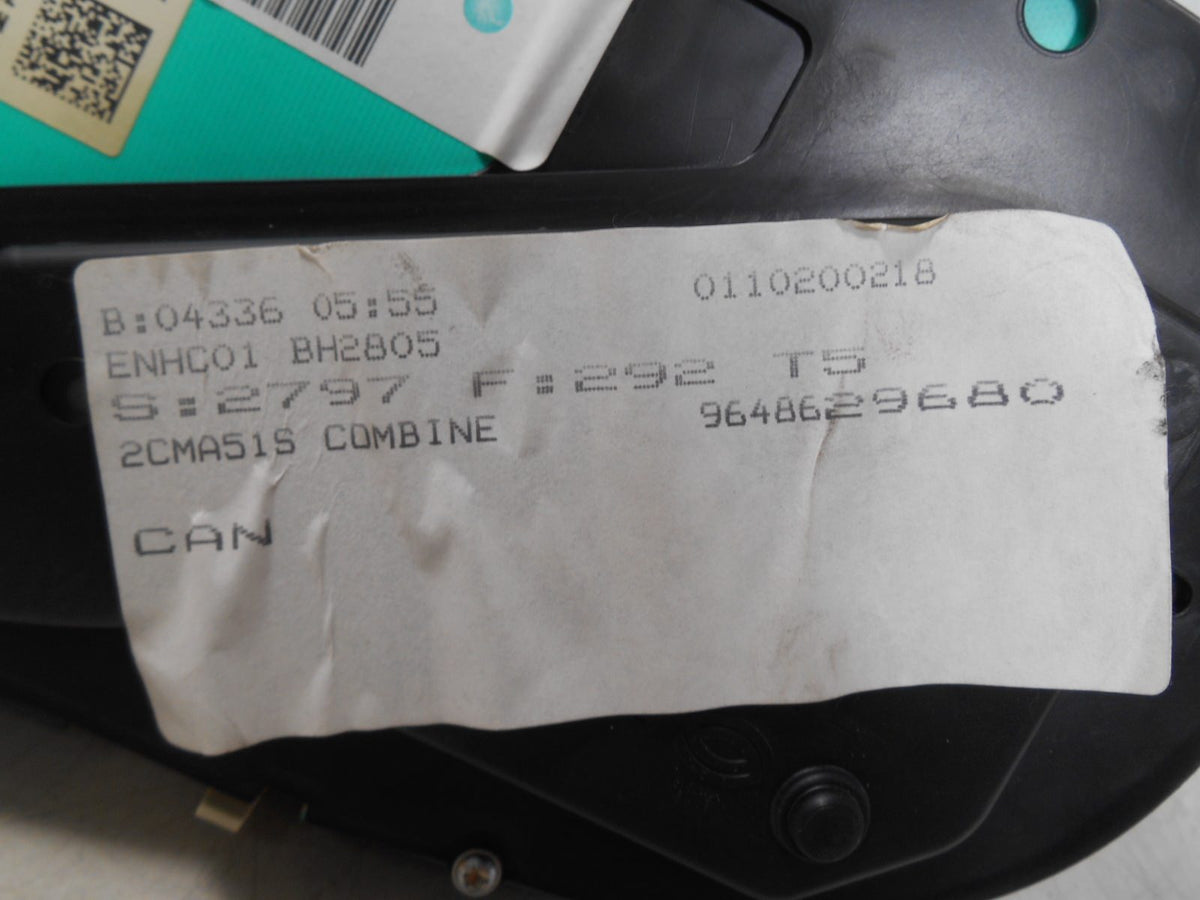 B:04336 05:55 0110200218
ENHC01 BH2805
S:2797 F:292 T5
2CMA51S COMBINE 9648629680
CAN